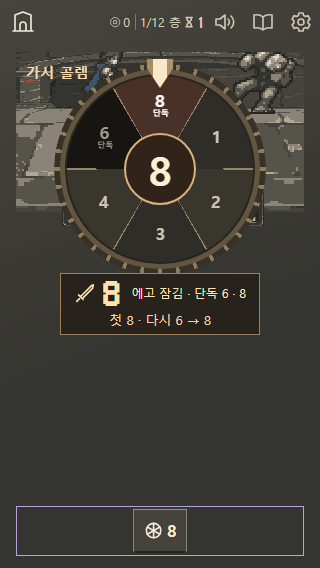 0 1/12 층 1
가시 골렘
8
단독
6
단독
1
8
4
2
3
8 에고 잠김 · 단독 6 · 8
첫 8 · 다시 6 → 8
8